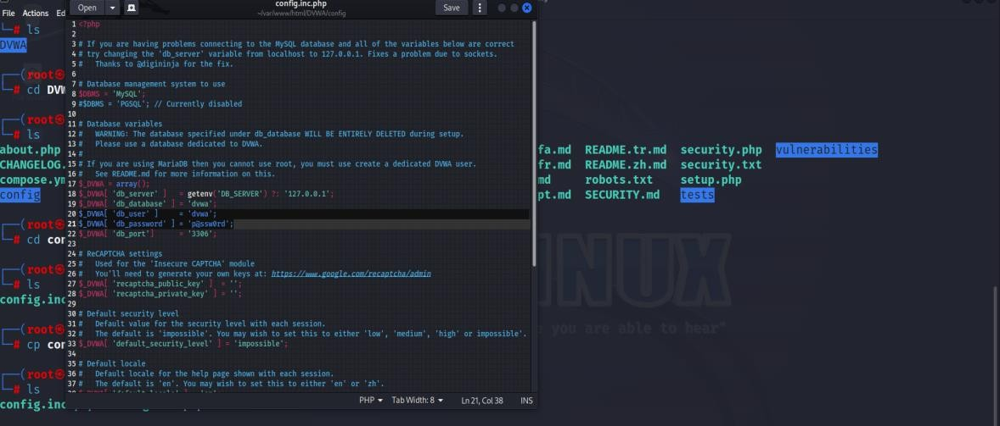 File Actions Ed
Open
config.inc.php
~/var/www/html/DVWA/config
Save
# ls
DVWA
(root
# cd DVW
(root
# ls
about.php
CHANGELOG.
compose.ym
config
(root
# cd con
(root
# ls
config.inc
(root
# cp con
(root
# ls
config.inc
1 <?php
2
3 # If you are having problems connecting to the MySQL database and all of the variables below are correct
4 # try changing the 'db_server' variable from localhost to 127.0.0.1. Fixes a problem due to sockets.
5 #   Thanks to @digininja for the fix.
6
7 # Database management system to use
8 $DBMS = 'MySQL';
9 #$DBMS = 'PGSQL'; // Currently disabled
10
11 # Database variables
12 #   WARNING: The database specified under db_database WILL BE ENTIRELY DELETED during setup.
13 #   Please use a database dedicated to DVWA.
14 #
15 # If you are using MariaDB then you cannot use root, you must use create a dedicated DVWA user.
16 #   See README.md for more information on this.
17 $_DVWA = array();
18 $_DVWA[ 'db_server' ]   = getenv('DB_SERVER') ?: '127.0.0.1';
19 $_DVWA[ 'db_database' ] = 'dvwa';
20 $_DVWA[ 'db_user' ]     = 'dvwa';
21 $_DVWA[ 'db_password' ] = 'p@ssw0rd';
22 $_DVWA[ 'db_port']      = '3306';
23
24 # ReCAPTCHA settings
25 #   Used for the 'Insecure CAPTCHA' module
26 #   You'll need to generate your own keys at: https://www.google.com/recaptcha/admin
27 $_DVWA[ 'recaptcha_public_key' ]  = '';
28 $_DVWA[ 'recaptcha_private_key' ] = '';
29
30 # Default security level
31 #   Default value for the security level with each session.
32 #   The default is 'impossible'. You may wish to set this to either 'low', 'medium', 'high' or impossible'.
33 $_DVWA[ 'default_security_level' ] = 'impossible';
34
35 # Default locale
36 #   Default locale for the help page shown with each session.
37 #   The default is 'en'. You may wish to set this to either 'en' or 'zh'.
PHP Tab Width: 8 Ln 21, Col 38 INS
fa.md README.tr.md security.php vulnerabilities
fr.md README.zh.md security.txt
md robots.txt setup.php
pt.md SECURITY.md tests
INUX
you are able to hear"